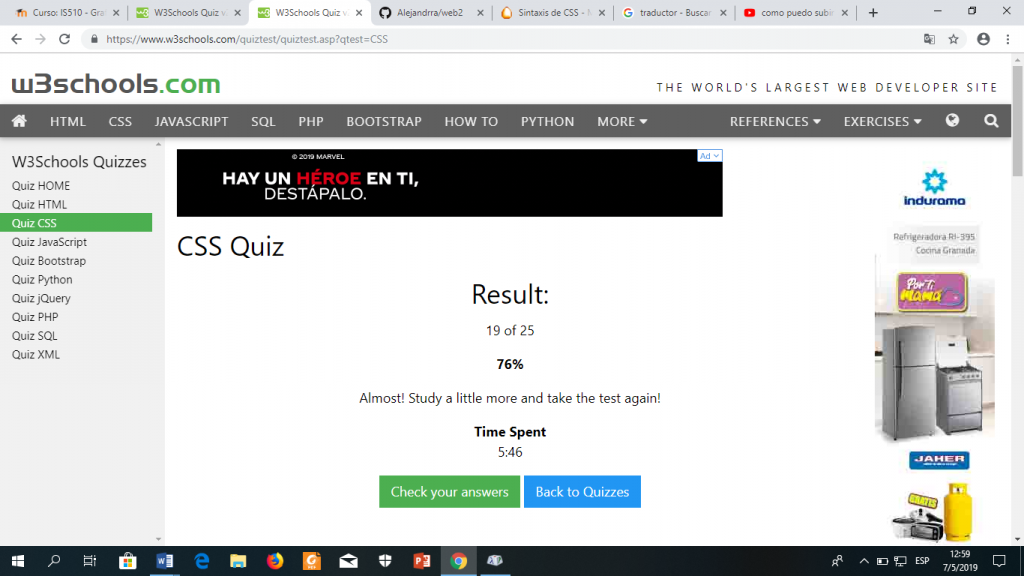 Curso: IS510 - Gra
W3Schools Quiz v
W3Schools Quiz v
Alejandrra/web2
Sintaxis de CSS -
traductor - Buscar
como puedo subir
https://www.w3schools.com/quiztest/quiztest.asp?qtest=CSS
w3schools.com
THE WORLD'S LARGEST WEB DEVELOPER SITE
HTML CSS JAVASCRIPT SQL PHP BOOTSTRAP HOW TO PYTHON MORE REFERENCES EXERCISES
W3Schools Quizzes
Quiz HOME
Quiz HTML
Quiz CSS
Quiz JavaScript
Quiz Bootstrap
Quiz Python
Quiz jQuery
Quiz PHP
Quiz SQL
Quiz XML
© 2019 MARVEL
Ad
HAY UN HÉROE EN TI,
DESTÁPALO.
CSS Quiz
Result:
19 of 25
76%
Almost! Study a little more and take the test again!
Time Spent
5:46
Check your answers
Back to Quizzes
indurama
Refrigeradora RI-395
Cocina Granada
Por Ti
mamá
JAHER
GRATIS
ESP
12:59
7/5/2019